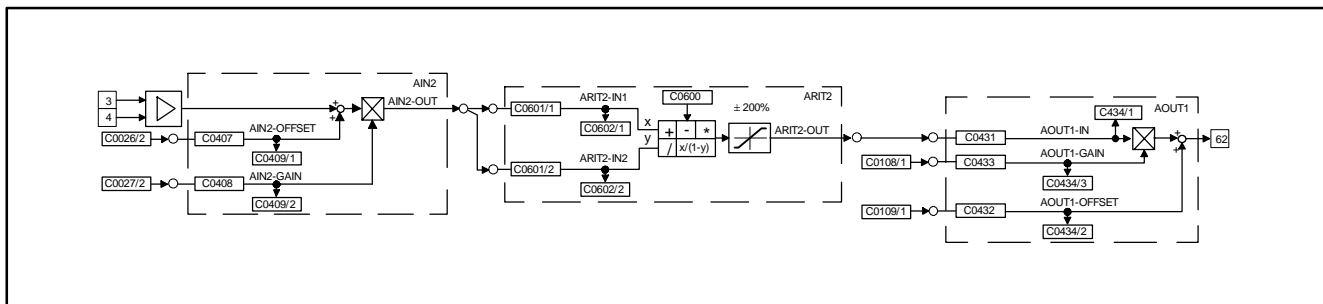 AIN2
3
4
AIN2-OUT
C0026/2
C0407
AIN2-OFFSET
C0409/1
C0027/2
C0408
AIN2-GAIN
C0409/2
ARIT2
C0600
± 200%
C0601/1
ARIT2-IN1
C0602/1
x
y
+ - *
/ x/(1-y)
ARIT2-OUT
C0601/2
ARIT2-IN2
C0602/2
AOUT1
C434/1
C0431
AOUT1-IN
+
+
62
C0108/1
C0433
AOUT1-GAIN
C0434/3
C0109/1
C0432
AOUT1-OFFSET
C0434/2
+
+